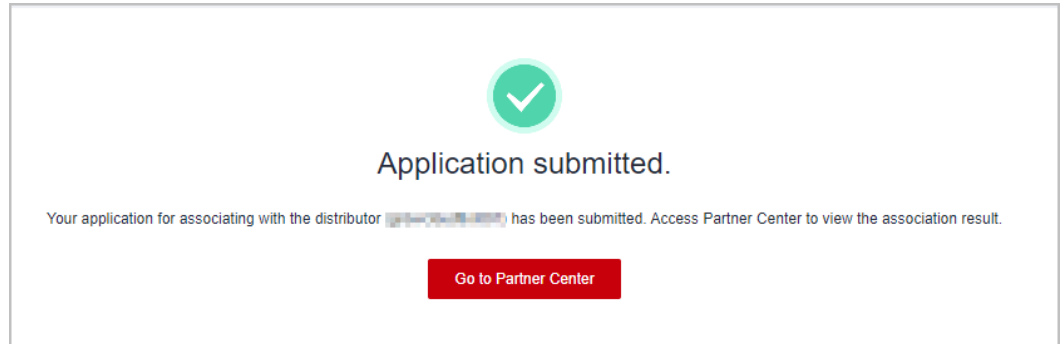 Application submitted.
Your application for associating with the distributor ( ) has been submitted. Access Partner Center to view the association result.
Go to Partner Center